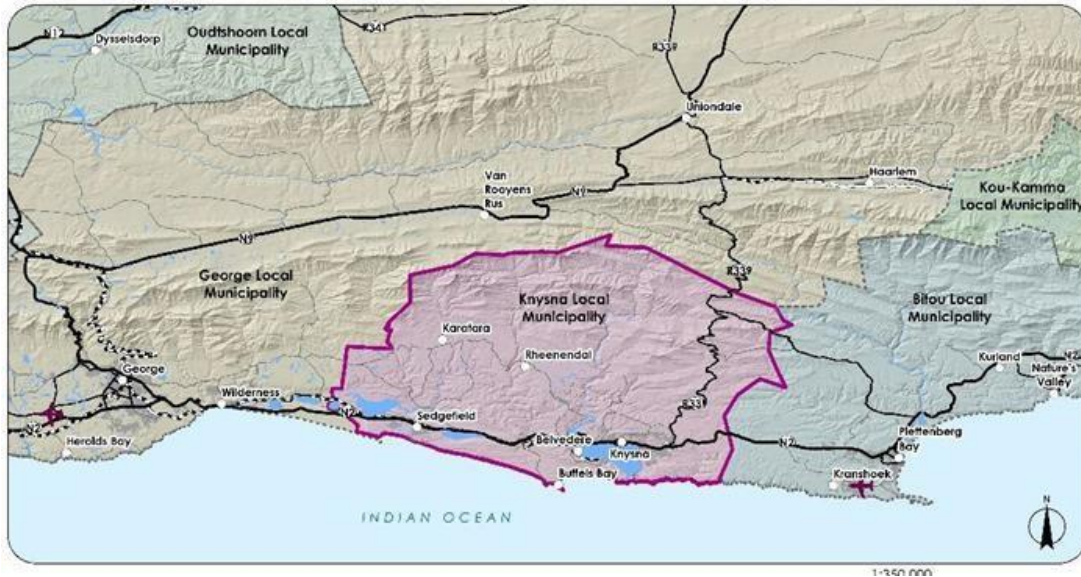 N12
Dysselsdorp
Oudtshoorn Local
Municipality
R341
R339
Uniondale
Haarlem
Kou-Kamma
Local Municipality
Van
Rooyens
Rus
N9
N9
George Local
Municipality
Knysna Local
Municipality
R339
Bitou Local
Municipality
Karatara
Rheenendal
Kurland
N2
Nature's
Valley
George
Wilderness
N2
Sedgefield
R339
N2
Herolds Bay
Belvedere
Knysna
N2
Plettenberg
Bay
Buffels Bay
Kranshoek
INDIAN OCEAN
N
1:350 000